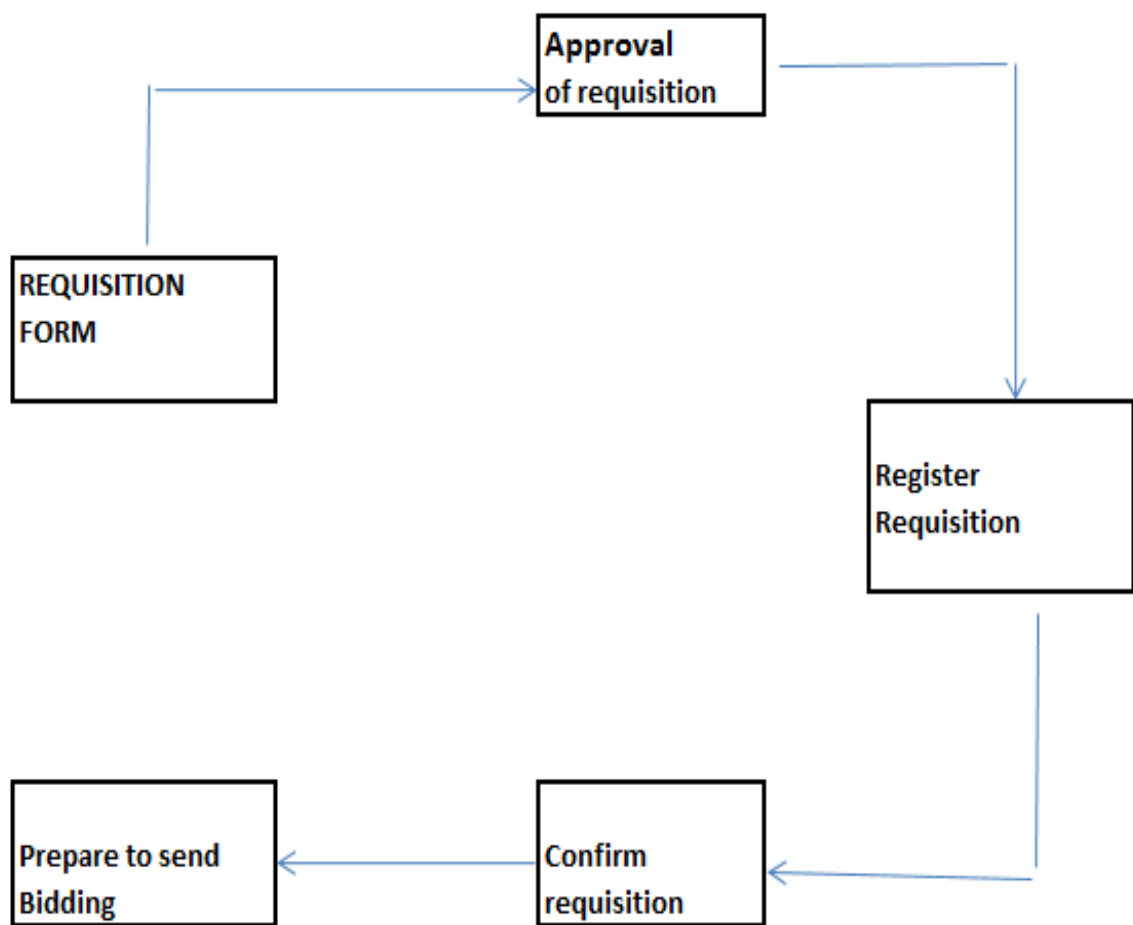 Approval
of requisition
REQUISITION
FORM
Register
Requisition
Confirm
requisition
Prepare to send
Bidding